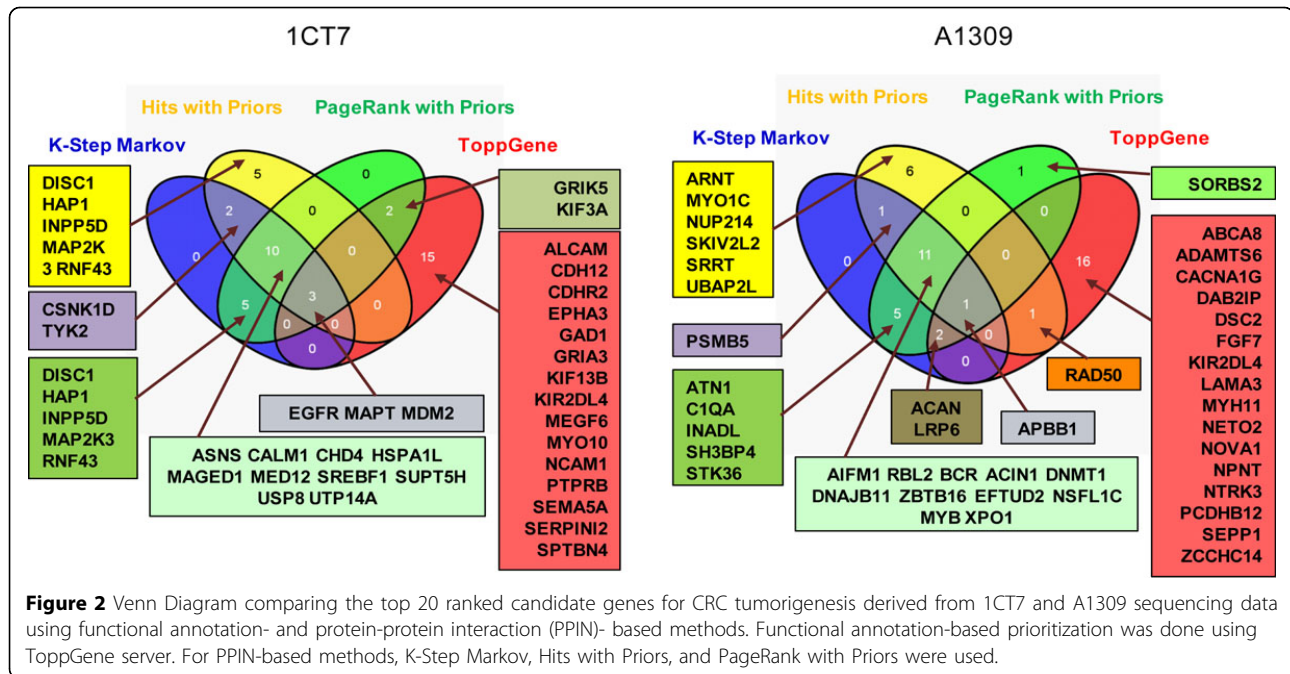 1CT7
Hits with Priors
PageRank with Priors
K-Step Markov
ToppGene
DISC1
HAP1
INPP5D
MAP2K
3 RNF43
CSNK1D
TYK2
DISC1
HAP1
INPP5D
MAP2K3
RNF43
5
0
2
0
2
0
10
0
15
3
5
0
0
0
0
GRIK5
KIF3A
ALCAM
CDH12
CDHR2
EPHA3
GAD1
GRIA3
KIF13B
KIR2DL4
MEGF6
MYO10
NCAM1
PTPRB
SEMA5A
SERPINI2
SPTBN4
EGFR MAPT MDM2
ASNS CALM1 CHD4 HSPA1L
MAGED1 MED12 SREBF1 SUPT5H
USP8 UTP14A
A1309
Hits with Priors
PageRank with Priors
K-Step Markov
ToppGene
ARNT
MYO1C
NUP214
SKIV2L2
SRRT
UBAP2L
PSMB5
ATN1
C1QA
INADL
SH3BP4
STK36
6
1
1
0
0
0
11
0
16
1
5
1
2
0
0
SORBS2
ABCA8
ADAMTS6
CACNA1G
DAB2IP
DSC2
FGF7
KIR2DL4
LAMA3
MYH11
NETO2
NOVA1
NPNT
NTRK3
PCDHB12
SEPP1
ZCCHC14
RAD50
ACAN
LRP6
APBB1
AIFM1 RBL2 BCR ACIN1 DNMT1
DNAJB11 ZBTB16 EFTUD2 NSFL1C
MYB XPO1
Figure 2 Venn Diagram comparing the top 20 ranked candidate genes for CRC tumorigenesis derived from 1CT7 and A1309 sequencing data
using functional annotation- and protein-protein interaction (PPIN)- based methods. Functional annotation-based prioritization was done using
ToppGene server. For PPIN-based methods, K-Step Markov, Hits with Priors, and PageRank with Priors were used.